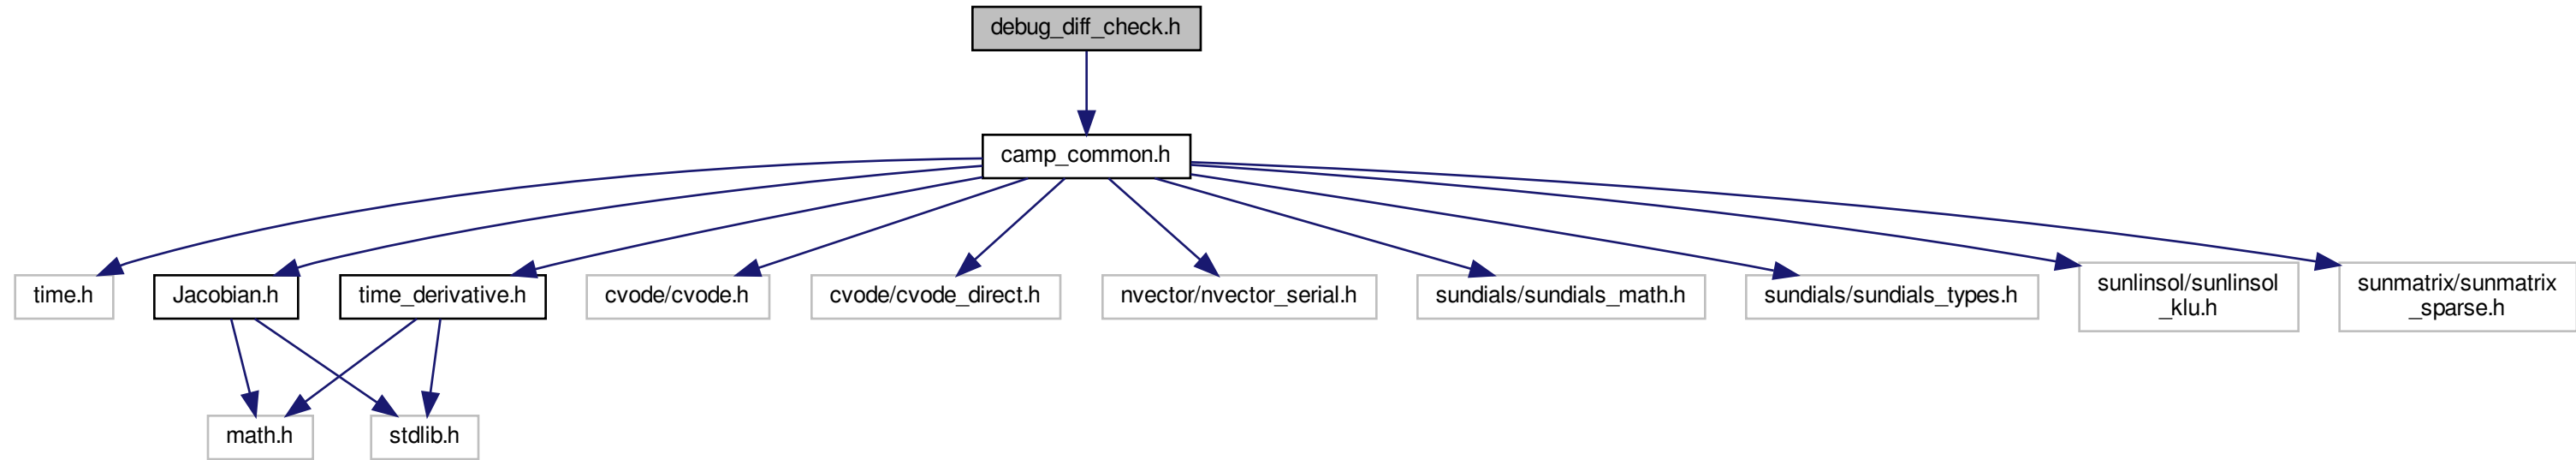 debug_diff_check.h
camp_common.h
time.h
Jacobian.h
time_derivative.h
cvode/cvode.h
cvode/cvode_direct.h
nvector/nvector_serial.h
sundials/sundials_math.h
sundials/sundials_types.h
sunlinsol/sunlinsol
_klu.h
sunmatrix/sunmatrix
_sparse.h
math.h
stdlib.h